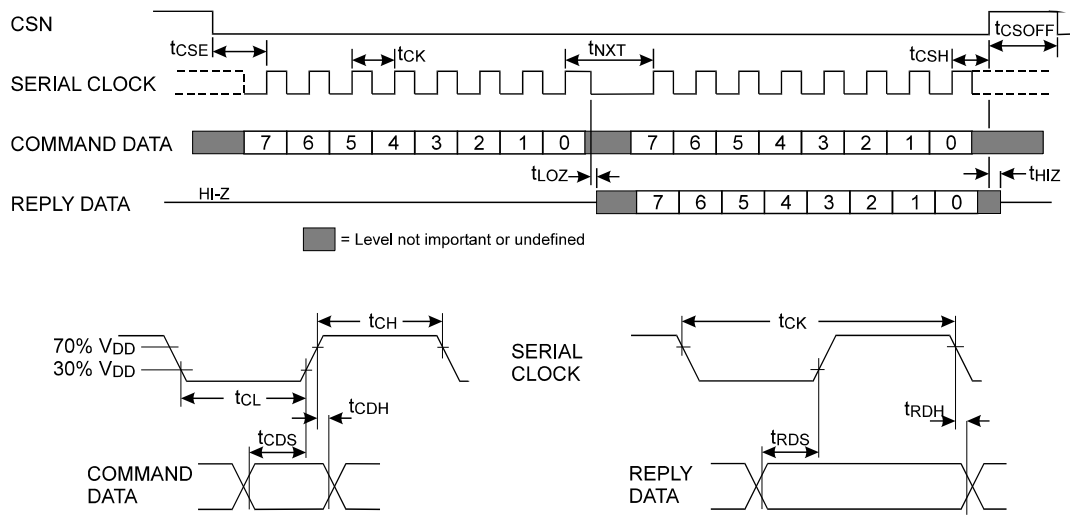 CSN
tCSE
tCK
tNXT
tCSH
tCSOFF
SERIAL CLOCK
COMMAND DATA
7 6 5 4 3 2 1 0
7 6 5 4 3 2 1 0
tLOZ
tHIZ
REPLY DATA
HI-Z
7 6 5 4 3 2 1 0
= Level not important or undefined
tCH
70% VDD
30% VDD
tCL
tCDH
tCDS
COMMAND
DATA
SERIAL
CLOCK
tCK
tRDH
tRDS
REPLY
DATA